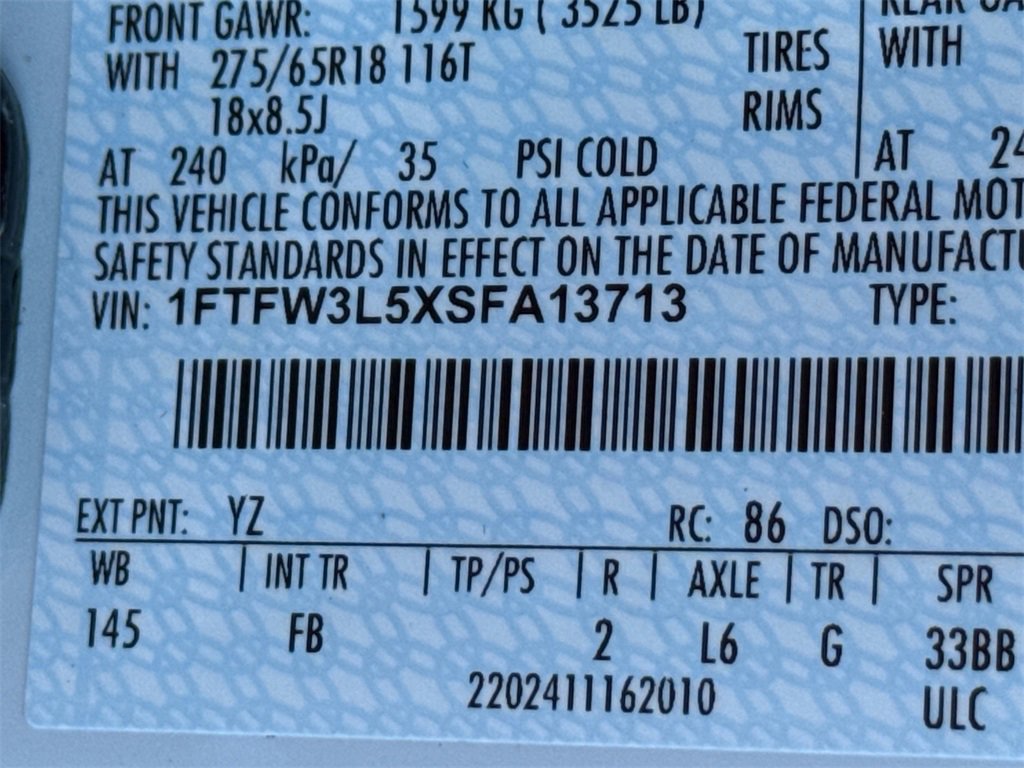 FRONT GAWR: 1599 KG ( 3525 LB)
WITH 275/65R18 116T TIRES WITH
18x8.5J RIMS
AT 240 kPa/ 35 PSI COLD AT 24
THIS VEHICLE CONFORMS TO ALL APPLICABLE FEDERAL MOT
SAFETY STANDARDS IN EFFECT ON THE DATE OF MANUFACTU
VIN: 1FTFW3L5XSFA13713 TYPE:
EXT PNT: YZ RC: 86 DSO:
WB | INT TR | TP/PS | R | AXLE | TR | SPR
145 FB 2 L6 G 33BB
2202411162010 ULC